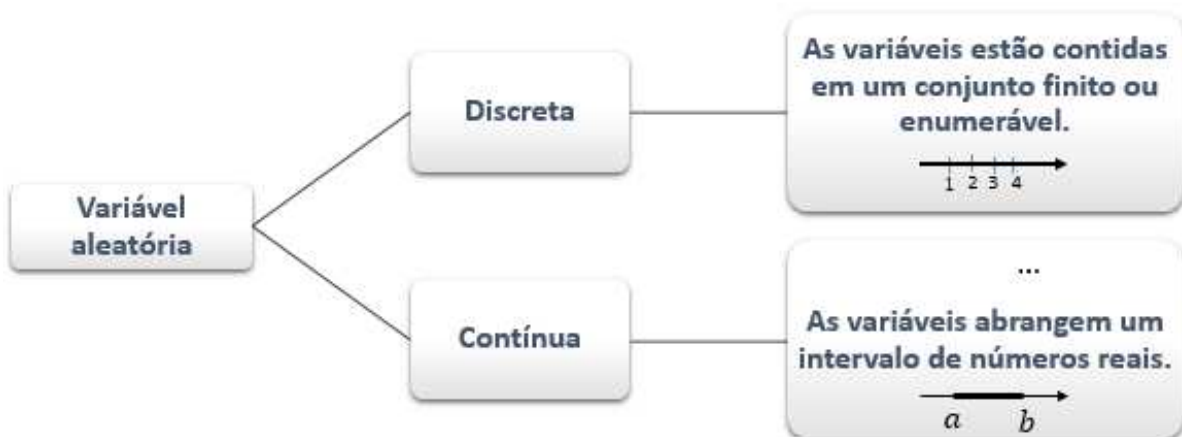 Variável
aleatória
Discreta
As variáveis estão contidas
em um conjunto finito ou
enumerável.
1 2 3 4
Contínua
...
As variáveis abrangem um
intervalo de números reais.
a b